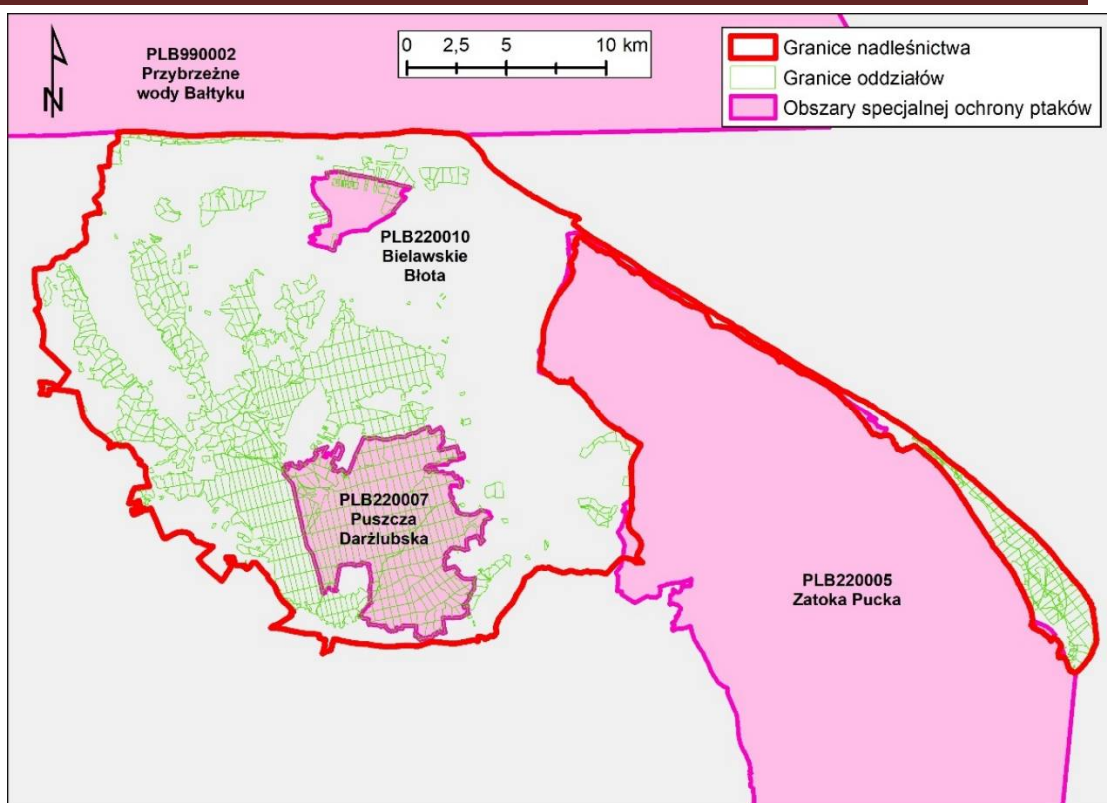 PLB990002
Przybrzeżne
wody Bałtyku
N
0 2,5 5 10 km
Granice nadleśnictwa
Granice oddziałów
Obszary specjalnej ochrony ptaków
PLB220010
Bielawskie
Błota
PLB220007
Puszcza
Darżlubska
PLB220005
Zatoka Pucka